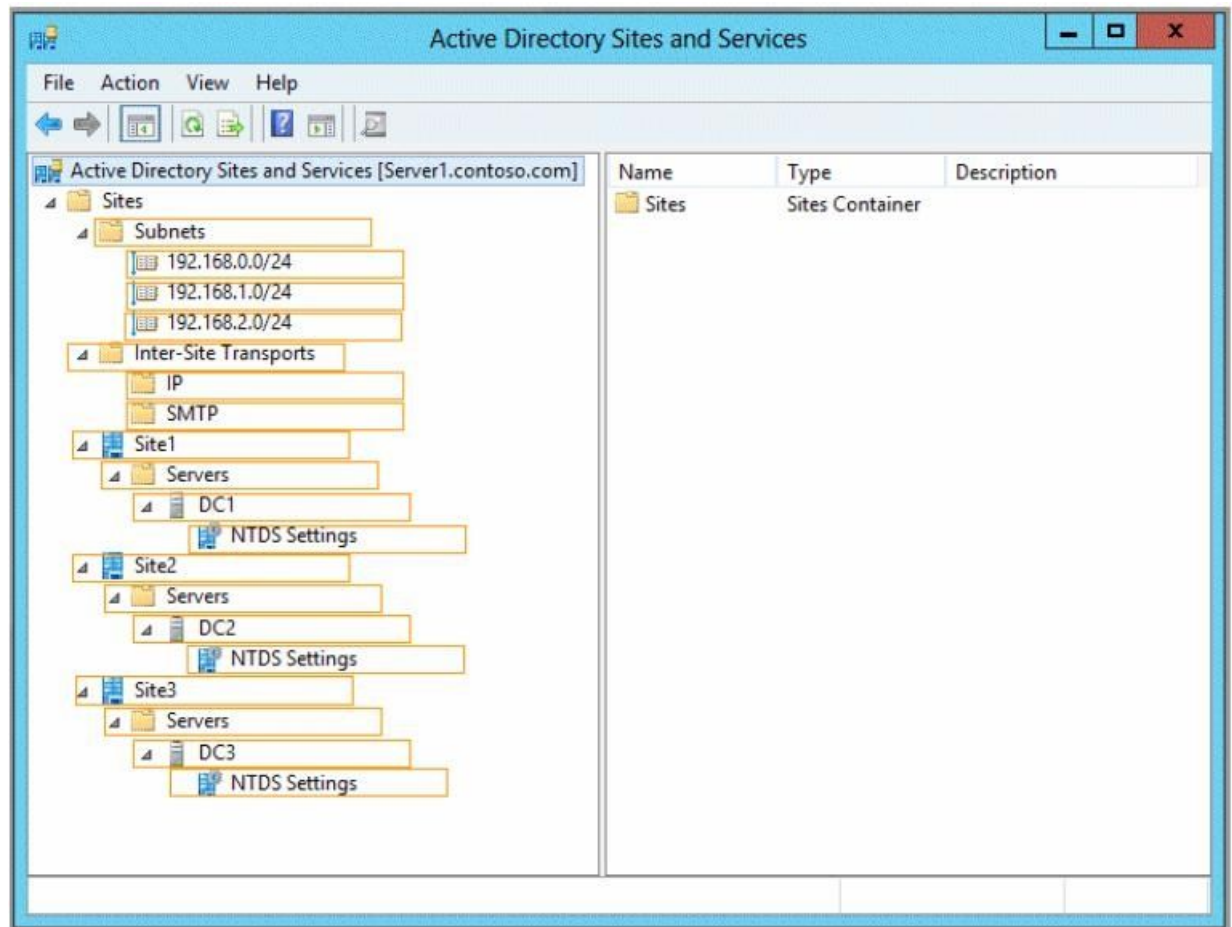 Active Directory Sites and Services
File Action View Help
Active Directory Sites and Services [Server1.contoso.com]
Name Type Description
Sites
Sites Sites Container
Subnets
192.168.0.0/24
192.168.1.0/24
192.168.2.0/24
Inter-Site Transports
IP
SMTP
Site1
Servers
DC1
NTDS Settings
Site2
Servers
DC2
NTDS Settings
Site3
Servers
DC3
NTDS Settings